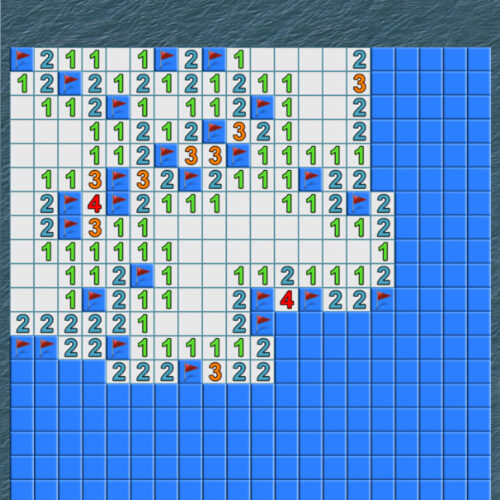 2 1 1 1 2 1 2
1 2 2 1 2 1 2 1 2 1 1 3
1 1 2 1 1 1 2 1 2
1 1 2 1 2 3 2 1 2
1 1 2 3 3 1 1 1 1 1
1 1 3 3 2 2 1 1 1 2 2
2 4 2 1 1 1 1 1 2 2
2 3 1 1 1 1 2
1 1 1 1 1 1 1
1 1 2 1 1 1 2 1 1 1 2
1 2 1 1 2 4 2 2
2 2 2 2 2 1 2
2 2 1 1 1 1 1 2
2 2 2 3 2 2